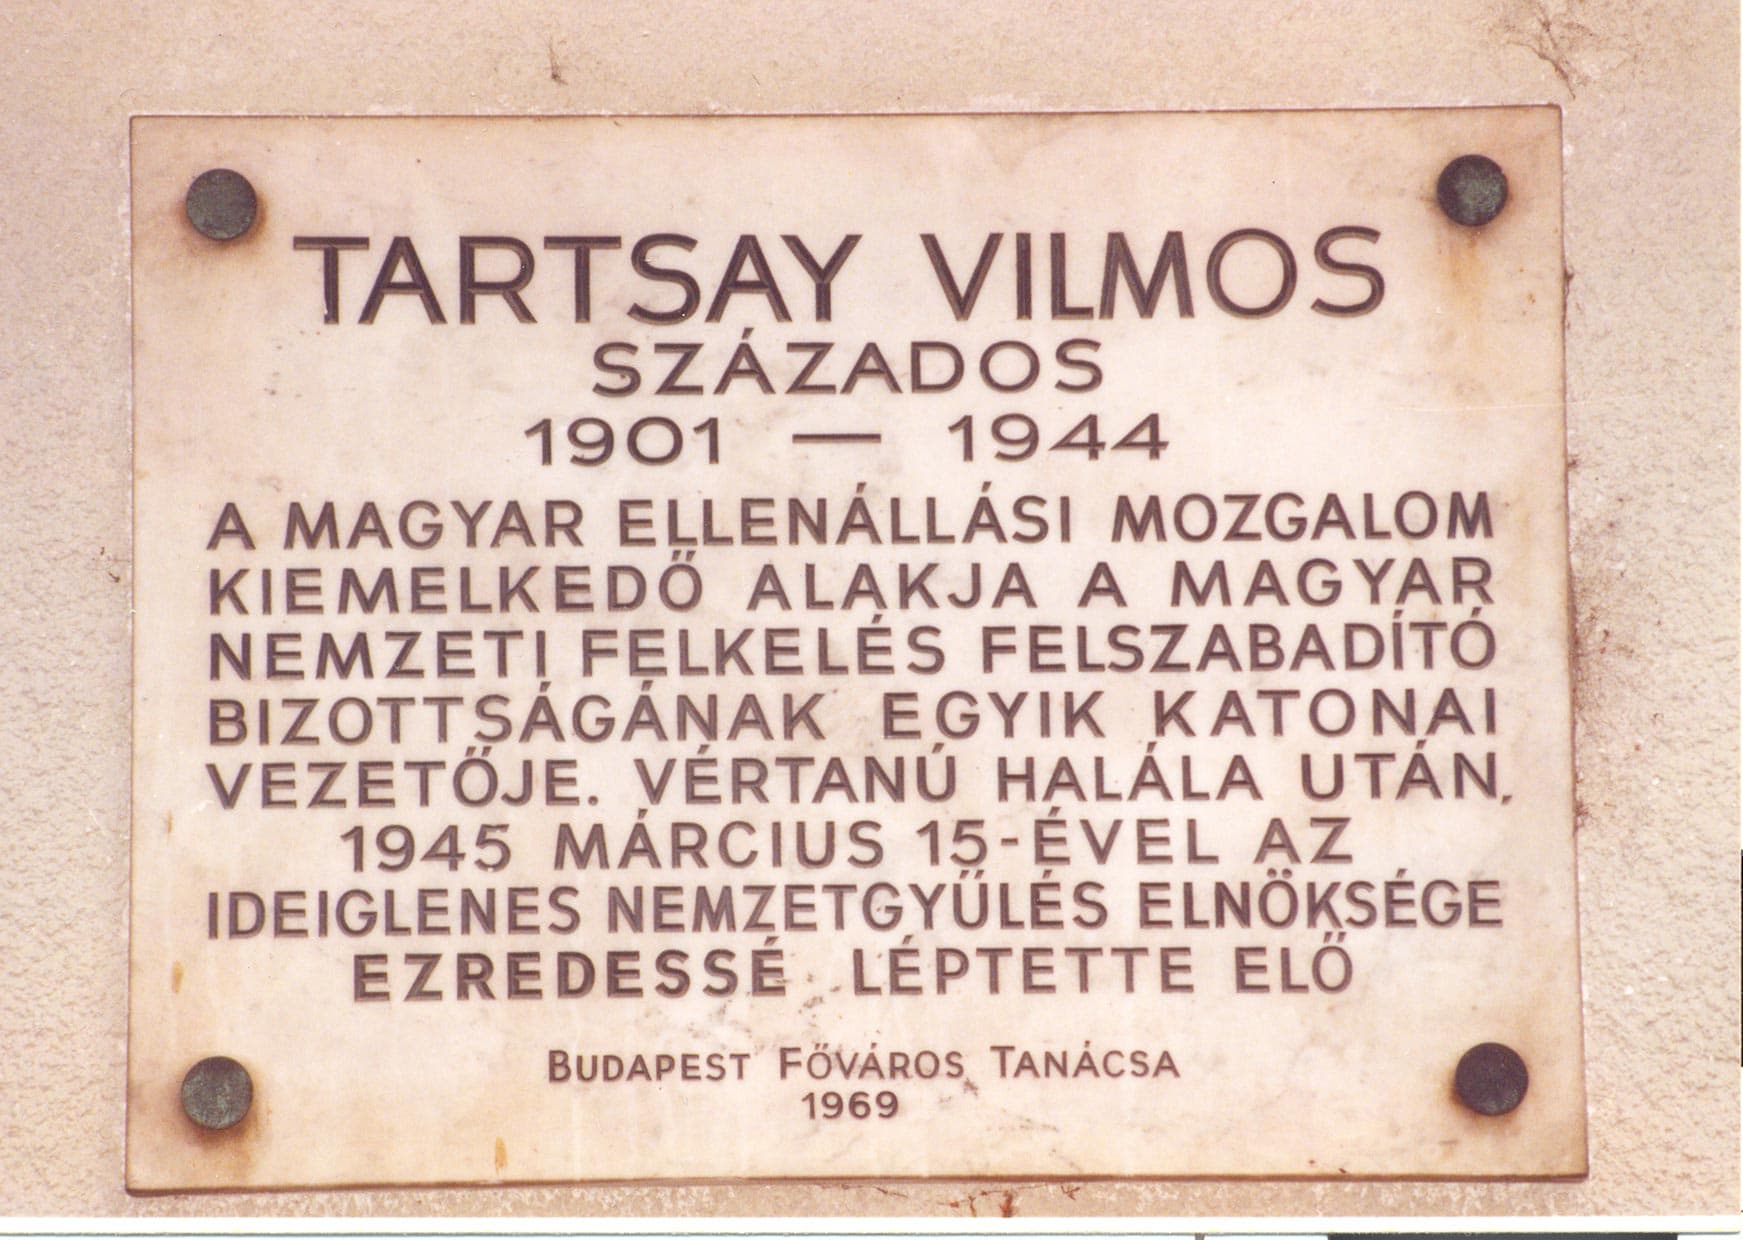 TARTSAY VILMOS
SZÁZADOS
1901 — 1944
A MAGYAR ELLENÁLLÁSI MOZGALOM
KIEMELKEDŐ ALAKJA A MAGYAR
NEMZETI FELKELÉS FELSZABADÍTÓ
BIZOTTSÁGÁNAK EGYIK KATONAI
VEZETŐJE. VÉRTANÚ HALÁLA UTÁN,
1945 MÁRCIUS 15-ÉVEL AZ
IDEIGLENES NEMZETGYŰLÉS ELNÖKSÉGE
EZREDESSÉ LÉPTETTE ELŐ
BUDAPEST FŐVÁROS TANÁCSA
1969